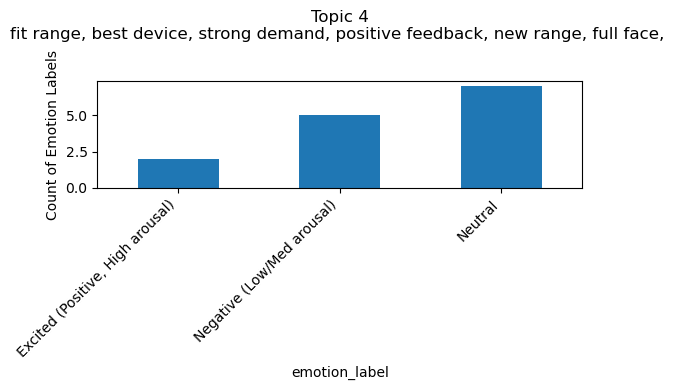 Topic 4
fit range, best device, strong demand, positive feedback, new range, full face,
Count of Emotion Labels
5.0
2.5
0.0
Excited (Positive, High arousal)
Negative (Low/Med arousal)
Neutral
emotion_label